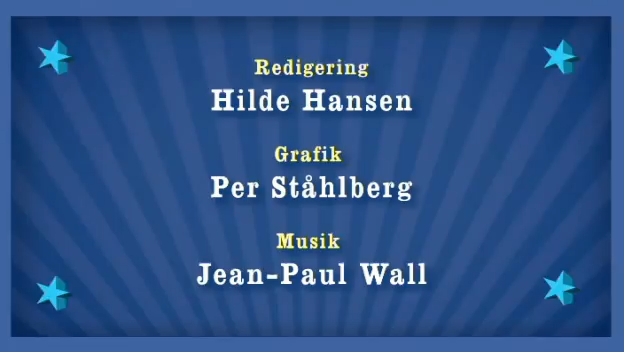 Redigering
Hilde Hansen
Grafik
Per Ståhlberg
Musik
Jean-Paul Wall